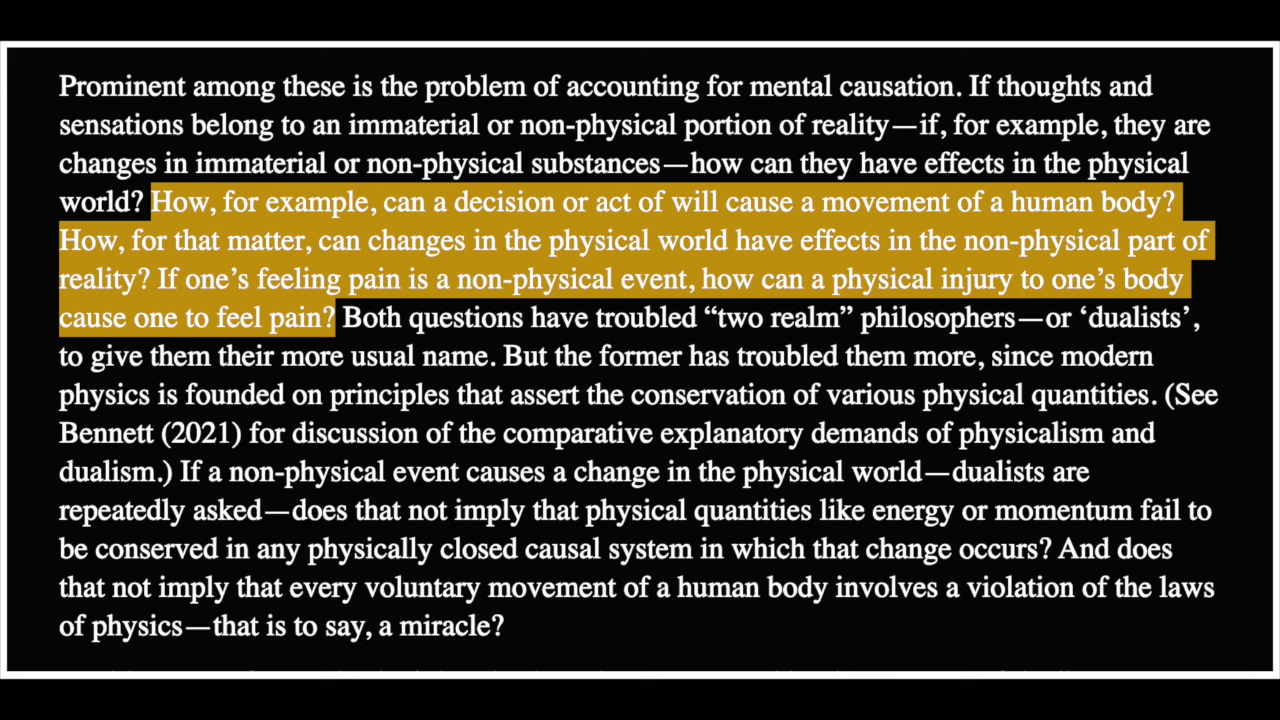 Prominent among these is the problem of accounting for mental causation. If thoughts and
sensations belong to an immaterial or non-physical portion of reality—if, for example, they are
changes in immaterial or non-physical substances—how can they have effects in the physical
world? How, for example, can a decision or act of will cause a movement of a human body?
How, for that matter, can changes in the physical world have effects in the non-physical part of
reality? If one’s feeling pain is a non-physical event, how can a physical injury to one’s body
cause one to feel pain? Both questions have troubled “two realm” philosophers—or ‘dualists’,
to give them their more usual name. But the former has troubled them more, since modern
physics is founded on principles that assert the conservation of various physical quantities. (See
Bennett (2021) for discussion of the comparative explanatory demands of physicalism and
dualism.) If a non-physical event causes a change in the physical world—dualists are
repeatedly asked—does that not imply that physical quantities like energy or momentum fail to
be conserved in any physically closed causal system in which that change occurs? And does
that not imply that every voluntary movement of a human body involves a violation of the laws
of physics—that is to say, a miracle?